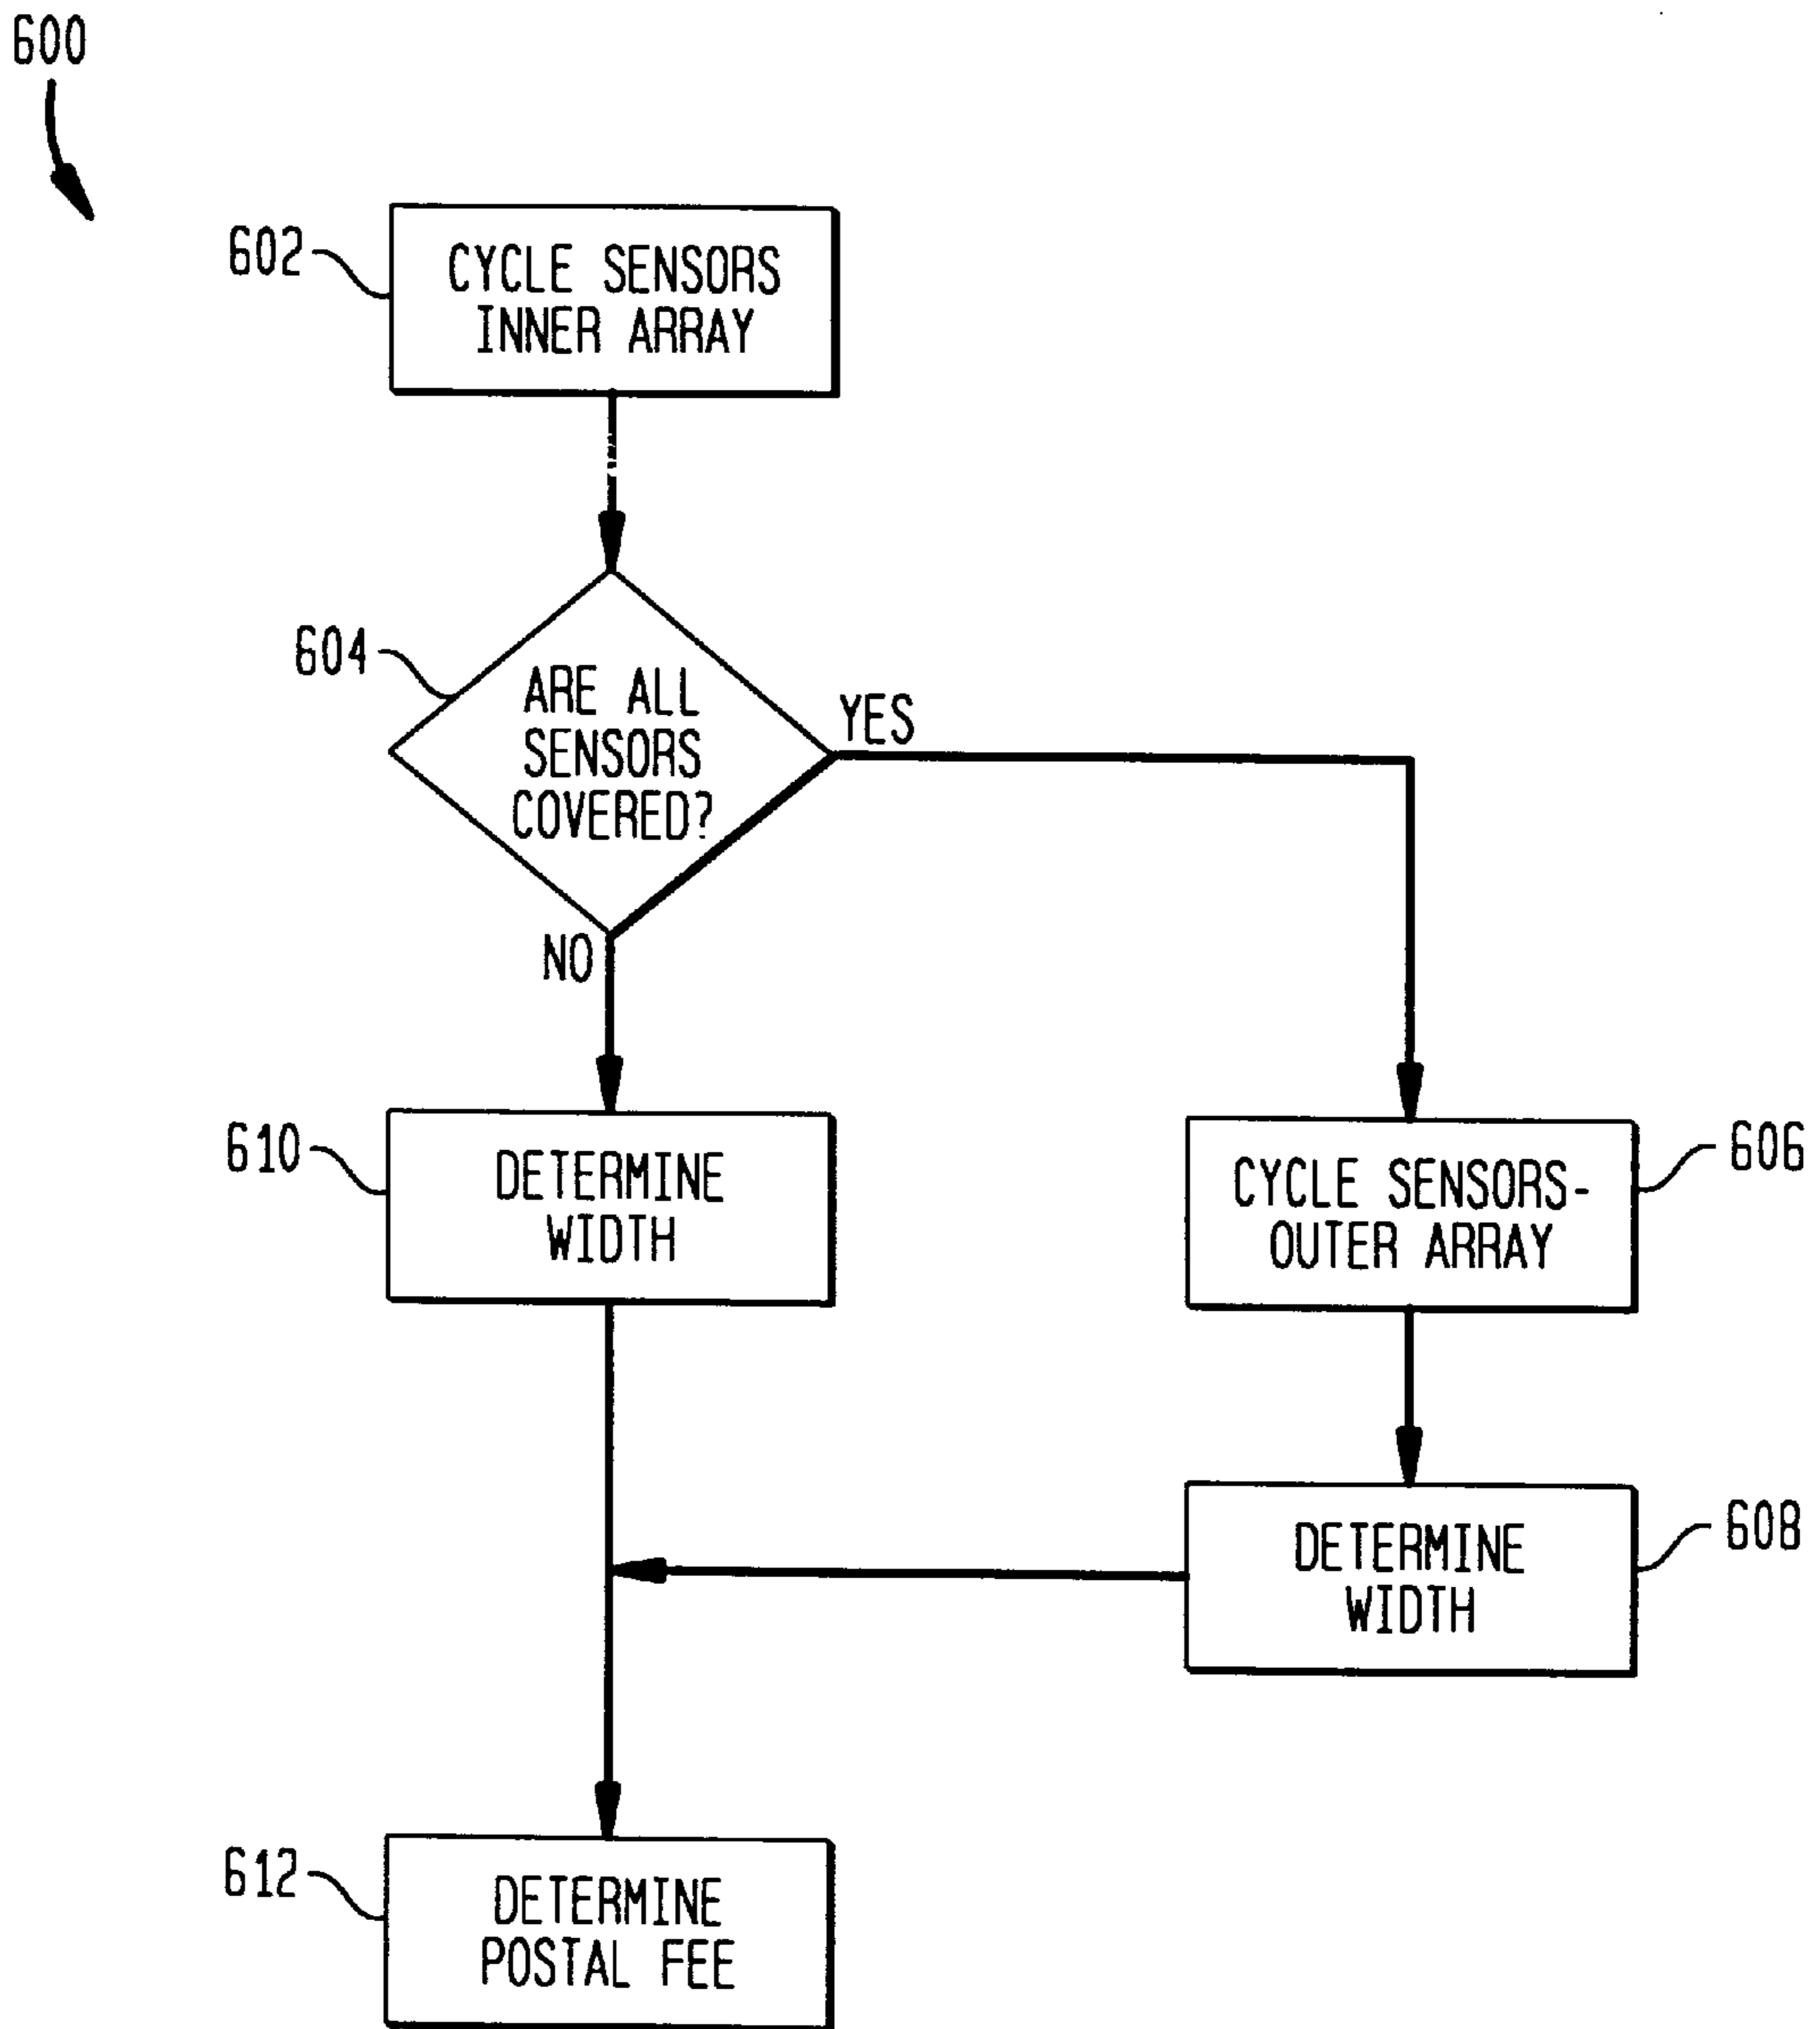 600
602
CYCLE SENSORS
INNER ARRAY
604
ARE ALL
SENSORS
COVERED?
YES
NO
610
DETERMINE
WIDTH
CYCLE SENSORS-
OUTER ARRAY
606
DETERMINE
WIDTH
608
612
DETERMINE
POSTAL FEE